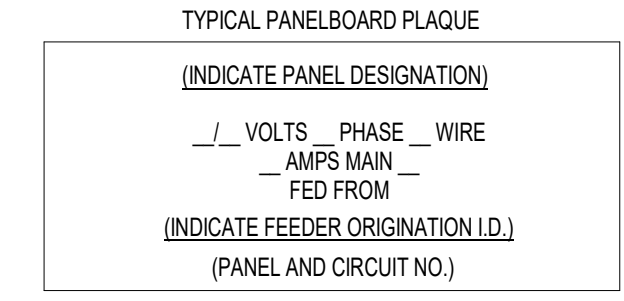 TYPICAL PANELBOARD PLAQUE
(INDICATE PANEL DESIGNATION)
__/__ VOLTS __ PHASE __ WIRE
__ AMPS MAIN __
FED FROM
(INDICATE FEEDER ORIGINATION I.D.)
(PANEL AND CIRCUIT NO.)